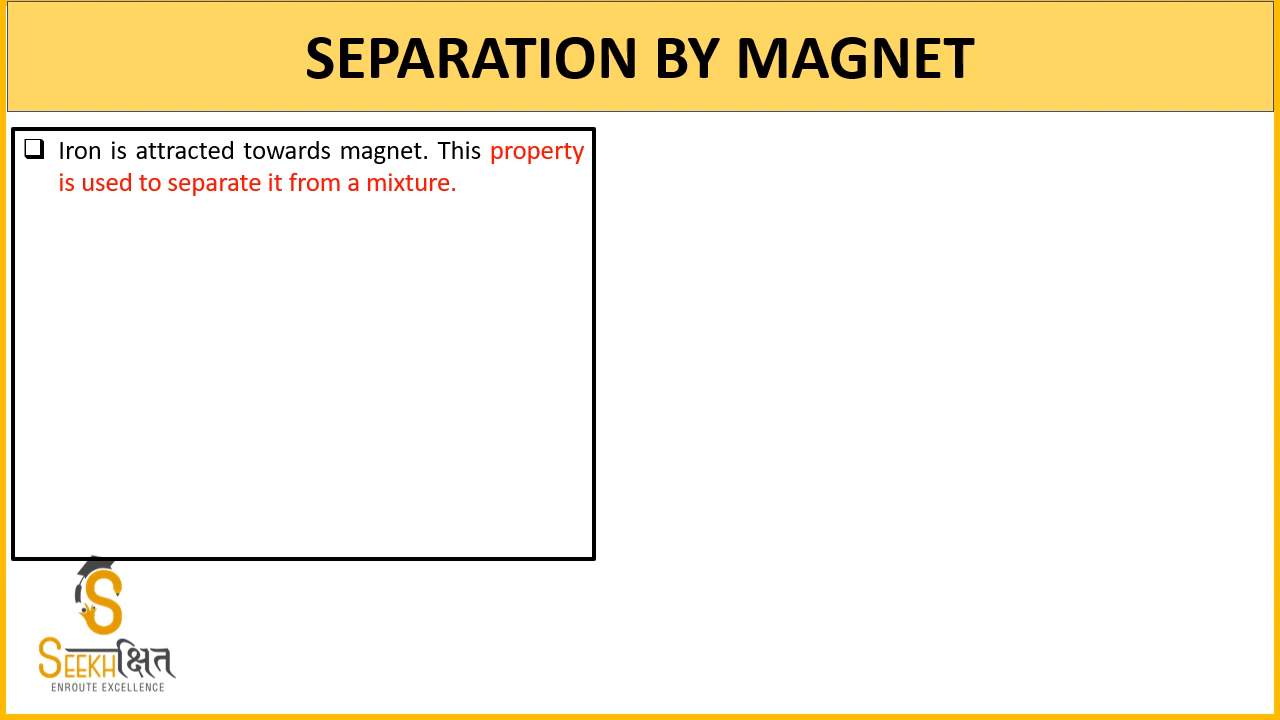 SEPARATION BY MAGNET
❑ Iron is attracted towards magnet. This property
is used to separate it from a mixture.
S
SEEKHक्षित
ENROUTE EXCELLENCE